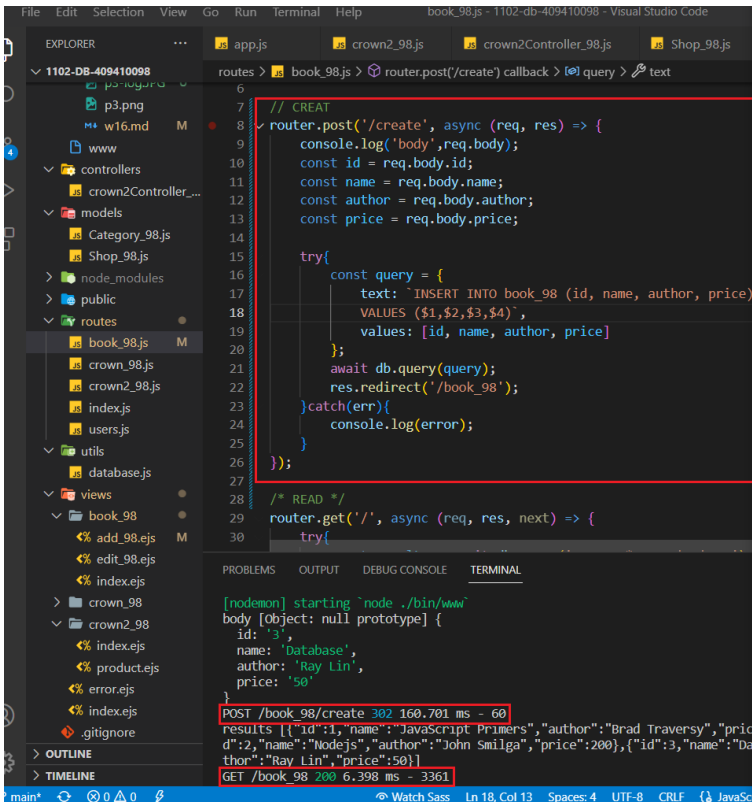 File Edit Selection View Go Run Terminal Help book_98.js - 1102-db-409410098 - Visual Studio Code
EXPLORER ...
1102-DB-409410098
p3.png
w16.md M
www
controllers
crown2Controller_...
models
Category_98.js
Shop_98.js
node_modules
public
routes
book_98.js M
crown_98.js
crown2_98.js
index.js
users.js
utils
database.js
views
book_98
add_98.ejs M
edit_98.ejs
index.ejs
crown_98
crown2_98
index.ejs
product.ejs
error.ejs
index.ejs
.gitignore
OUTLINE
TIMELINE
app.js crown2_98.js crown2Controller_98.js Shop_98.js
routes > book_98.js > router.post('/create') callback > query > text
6
7 // CREAT
8 router.post('/create', async (req, res) => {
9 console.log('body',req.body);
10 const id = req.body.id;
11 const name = req.body.name;
12 const author = req.body.author;
13 const price = req.body.price;
14
15 try{
16 const query = {
17 text: `INSERT INTO book_98 (id, name, author, price)
18 VALUES ($1,$2,$3,$4)`,
19 values: [id, name, author, price]
20 };
21 await db.query(query);
22 res.redirect('/book_98');
23 }catch(err){
24 console.log(error);
25 }
26 });
27
28 /* READ */
29 router.get('/', async (req, res, next) => {
30 try{
PROBLEMS OUTPUT DEBUG CONSOLE TERMINAL
[nodemon] starting `node ./bin/www`
body [Object: null prototype] {
id: '3',
name: 'Database',
author: 'Ray Lin',
price: '50'
}
POST /book_98/create 302 160.701 ms - 60
results [{"id":1,"name":"JavaScript Primers","author":"Brad Traversy","pric
d":2,"name":"Nodejs","author":"John Smilga","price":200},{"id":3,"name":"Da
thor":"Ray Lin","price":50}]
GET /book_98 200 6.398 ms - 3361
main* 0 0 Watch Sass Ln 18, Col 13 Spaces: 4 UTF-8 CRLF {} JavaSc